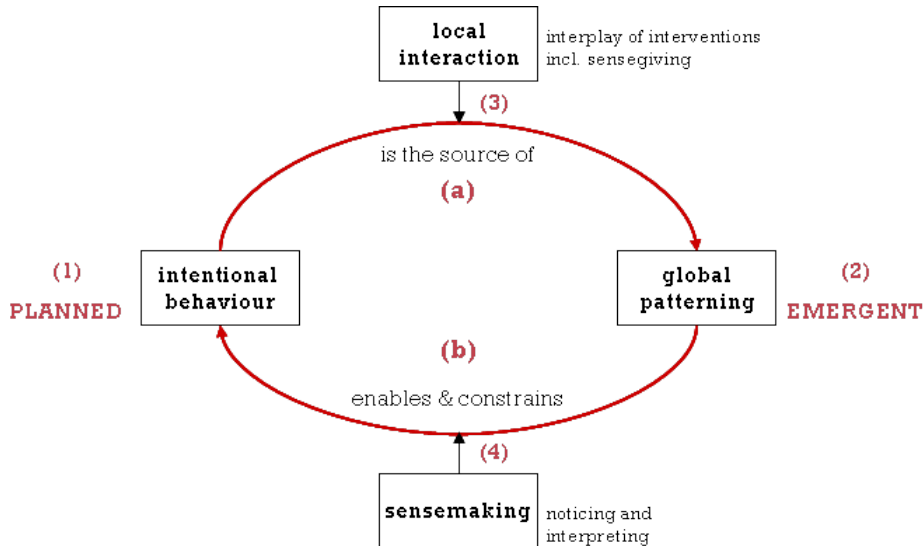 local
interaction
interplay of interventions
incl. sensegiving
(3)
is the source of
(a)
(1)
PLANNED
intentional
behaviour
global
patterning
(2)
EMERGENT
(b)
enables & constrains
(4)
sensemaking
noticing and
interpreting